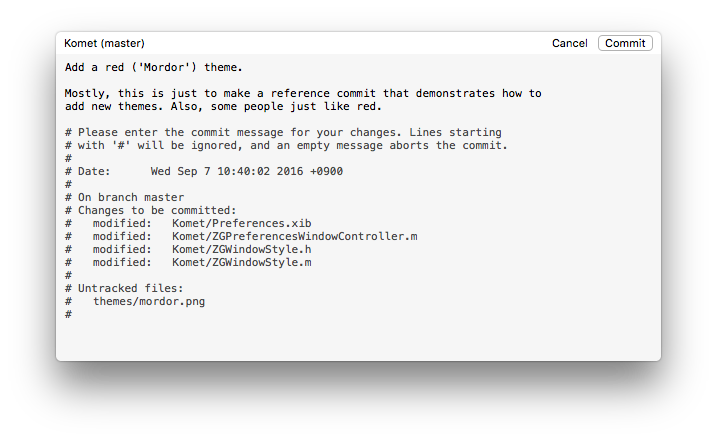 Komet (master)
Cancel
Commit
Add a red ('Mordor') theme.
Mostly, this is just to make a reference commit that demonstrates how to
add new themes. Also, some people just like red.
# Please enter the commit message for your changes. Lines starting
# with '#' will be ignored, and an empty message aborts the commit.
#
# Date:      Wed Sep 7 10:40:02 2016 +0900
#
# On branch master
# Changes to be committed:
#   modified:   Komet/Preferences.xib
#   modified:   Komet/ZGPreferencesWindowController.m
#   modified:   Komet/ZGWindowStyle.h
#   modified:   Komet/ZGWindowStyle.m
#
# Untracked files:
#   themes/mordor.png
#